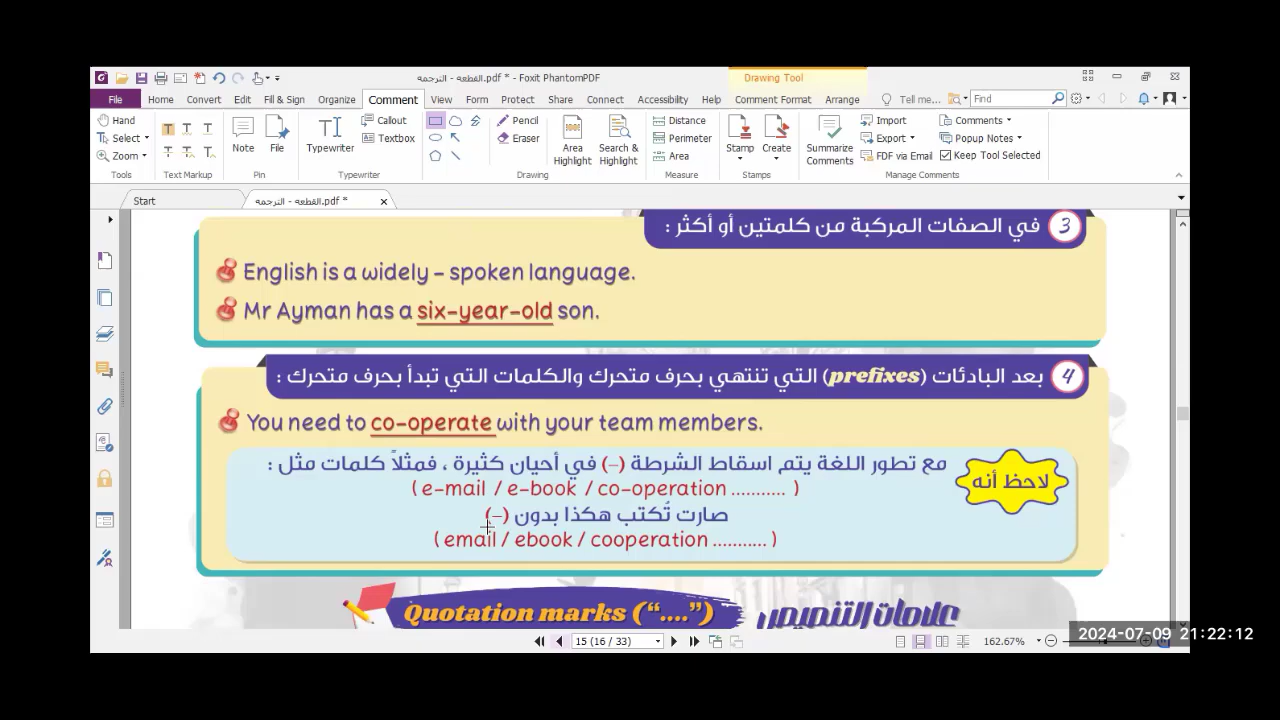 القطعه - الترجمه.pdf * - Foxit PhantomPDF
Drawing Tool
File Home Convert Edit Fill & Sign Organize Comment View Form Protect Share Connect Accessibility Help Comment Format Arrange Tell me... Find
Hand
Select
Zoom
Tools
Text Markup
Note
File
Pin
Typewriter
Callout
Textbox
Typewriter
Pencil
Eraser
Area Highlight
Search & Highlight
Drawing
Distance
Perimeter
Area
Measure
Stamp
Create
Stamps
Summarize Comments
Import
Export
FDF via Email
Comments
Popup Notes
Keep Tool Selected
Manage Comments
Start
القطعه - الترجمه.pdf *
3 في الصفات المركبة من كلمتين أو أكثر :
English is a widely – spoken language.
Mr Ayman has a six-year-old son.
4 بعد البادئات (prefixes) التي تنتهي بحرف متحرك والكلمات التي تبدأ بحرف متحرك :
You need to co-operate with your team members.
لاحظ أنه
مع تطور اللغة يتم اسقاط الشرطة (–) في أحيان كثيرة ، فمثلاً كلمات مثل :
( e-mail / e-book / co-operation ........... )
صارت تُكتب هكذا بدون (–)
( email / ebook / cooperation ........... )
Quotation marks (“....”) علامات التنصيص
15 (16 / 33)
162.67%
2024-07-09 21:22:12